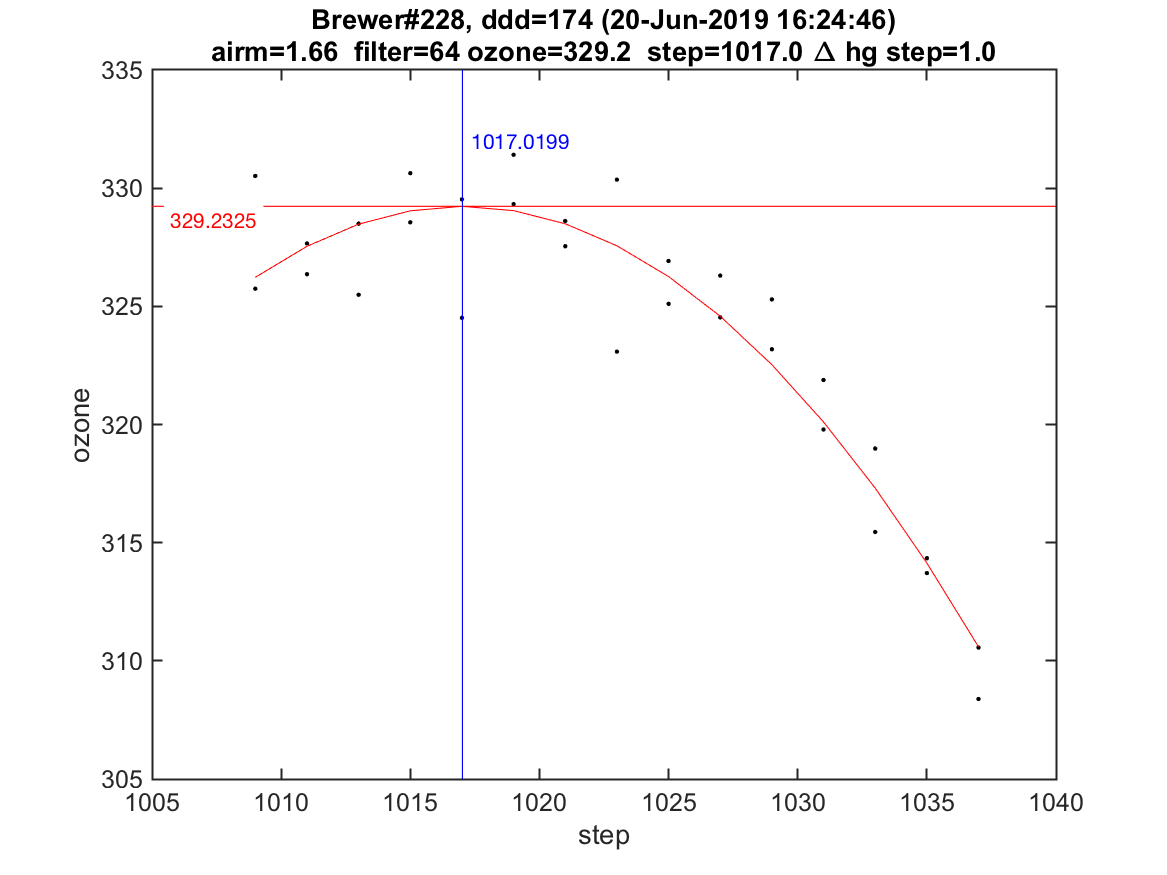 Brewer#228, ddd=174 (20-Jun-2019 16:24:46)
airm=1.66 filter=64 ozone=329.2 step=1017.0 Δ hg step=1.0
335
330
325
320
315
310
305
ozone
1017.0199
329.2325
1005 1010 1015 1020 1025 1030 1035 1040
step